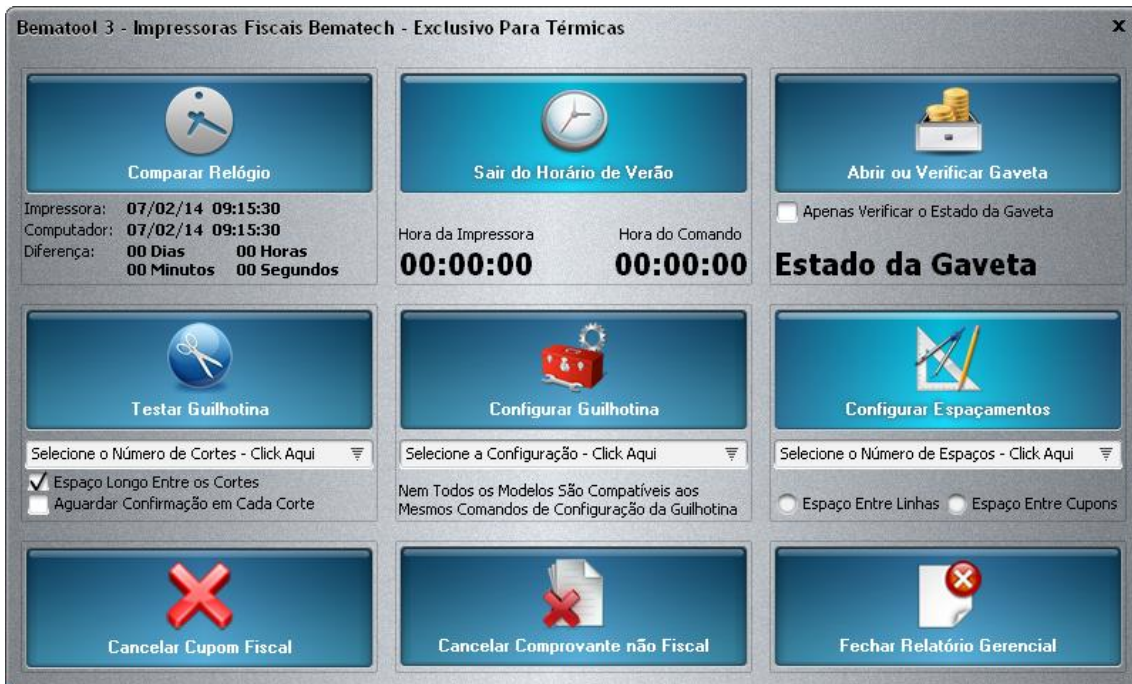 Bematool 3 - Impressoras Fiscais Bematech - Exclusivo Para Térmicas
x
Comparar Relógio
Impressora: 07/02/14 09:15:30
Computador: 07/02/14 09:15:30
Diferença: 00 Dias 00 Horas
00 Minutos 00 Segundos
Sair do Horário de Verão
Hora da Impressora Hora do Comando
00:00:00 00:00:00
Abrir ou Verificar Gaveta
Apenas Verificar o Estado da Gaveta
Estado da Gaveta
Testar Guilhotina
Selecione o Número de Cortes - Click Aqui
Espaço Longo Entre os Cortes
Aguardar Confirmação em Cada Corte
Configurar Guilhotina
Selecione a Configuração - Click Aqui
Nem Todos os Modelos São Compatíveis aos
Mesmos Comandos de Configuração da Guilhotina
Configurar Espaçamentos
Selecione o Número de Espaços - Click Aqui
Espaço Entre Linhas Espaço Entre Cupons
Cancelar Cupom Fiscal
Cancelar Comprovante não Fiscal
Fechar Relatório Gerencial